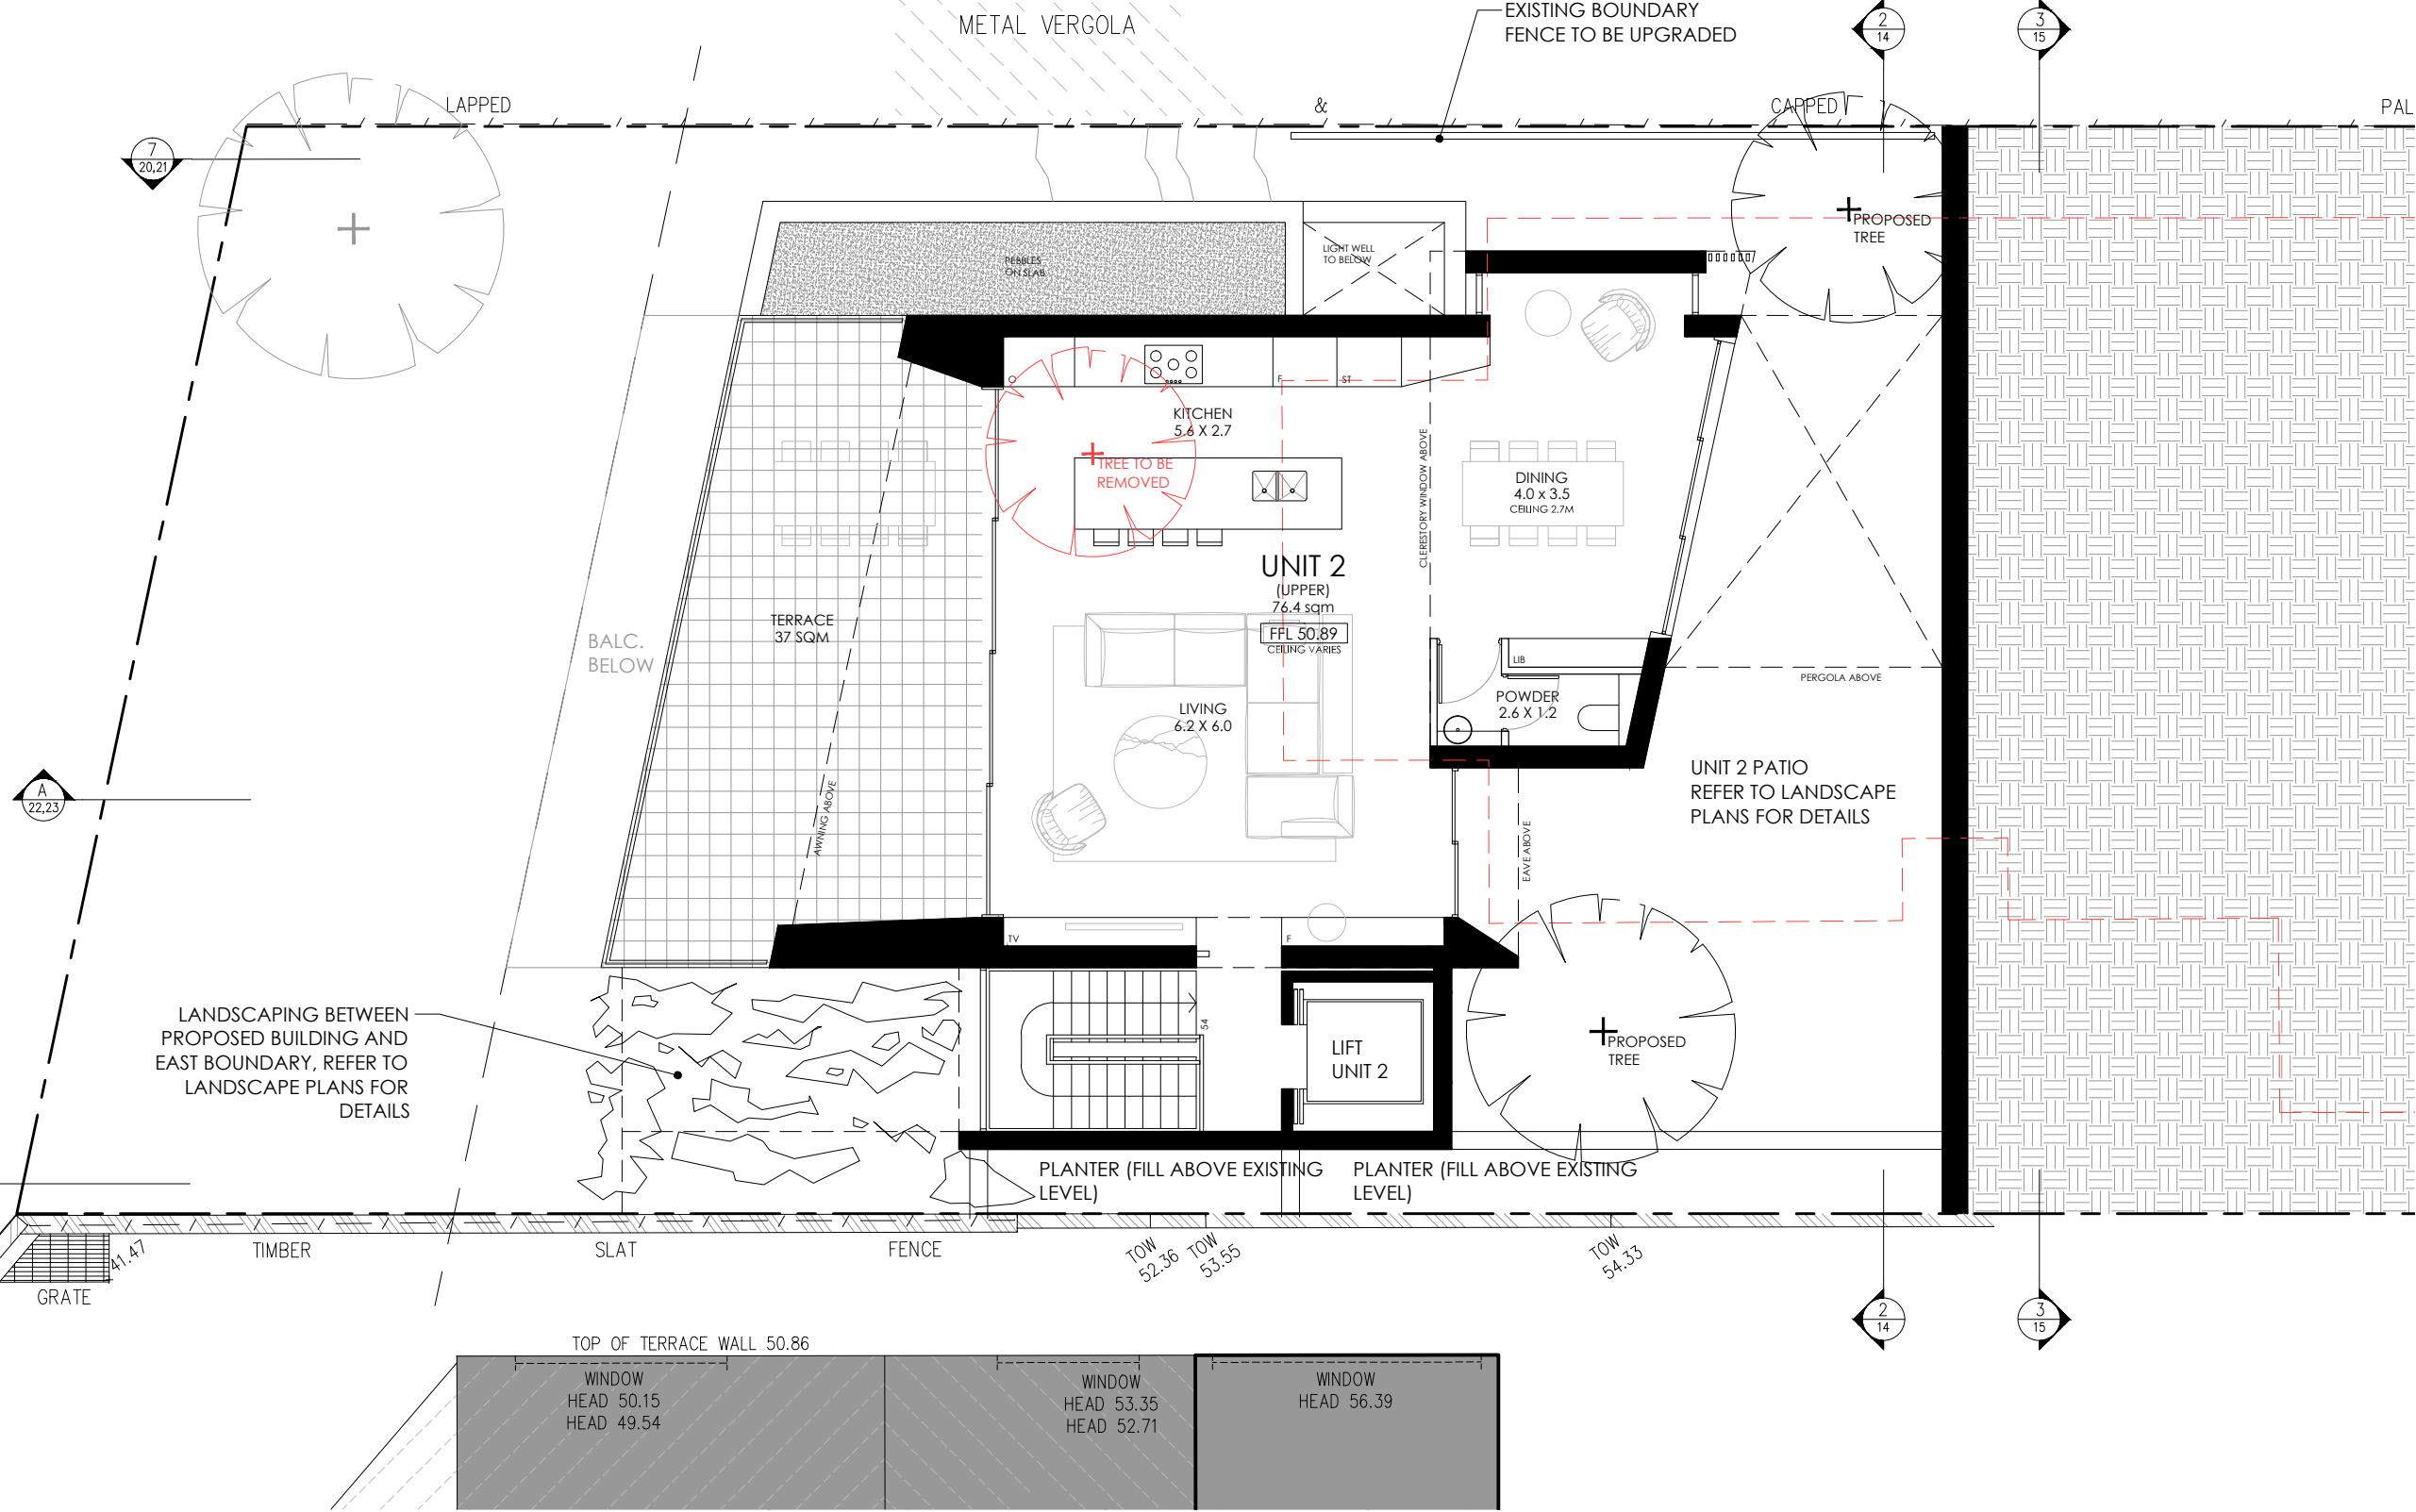 METAL VERGOLA
EXISTING BOUNDARY
FENCE TO BE UPGRADED
2
14
3
15
LAPPED
&
CAPPED
PAL
7
20,21
PROPOSED
TREE
LIGHT WELL
TO BELOW
PEBBLES
ON SLAB
O
F
ST
KITCHEN
5.6 X 2.7
TREE TO BE
REMOVED
CLERESTORY WINDOW ABOVE
DINING
4.0 x 3.5
CEILING 2.7M
UNIT 2
(UPPER)
76.4 sqm
FFL 50.89
CEILING VARIES
TERRACE
37 SQM
BALC.
BELOW
LIB
PERGOLA ABOVE
POWDER
2.6 X 1.2
LIVING
6.2 X 6.0
UNIT 2 PATIO
REFER TO LANDSCAPE
PLANS FOR DETAILS
A
22,23
AWNING ABOVE
EAVE ABOVE
TV
F
LANDSCAPING BETWEEN
PROPOSED BUILDING AND
EAST BOUNDARY, REFER TO
LANDSCAPE PLANS FOR
DETAILS
54
LIFT
UNIT 2
PROPOSED
TREE
PLANTER (FILL ABOVE EXISTING
LEVEL)
PLANTER (FILL ABOVE EXISTING
LEVEL)
41.47
TIMBER
SLAT
FENCE
TOW
52.36
TOW
53.55
TOW
54.33
GRATE
2
14
3
15
TOP OF TERRACE WALL 50.86
WINDOW
HEAD 50.15
HEAD 49.54
WINDOW
HEAD 53.35
HEAD 52.71
WINDOW
HEAD 56.39